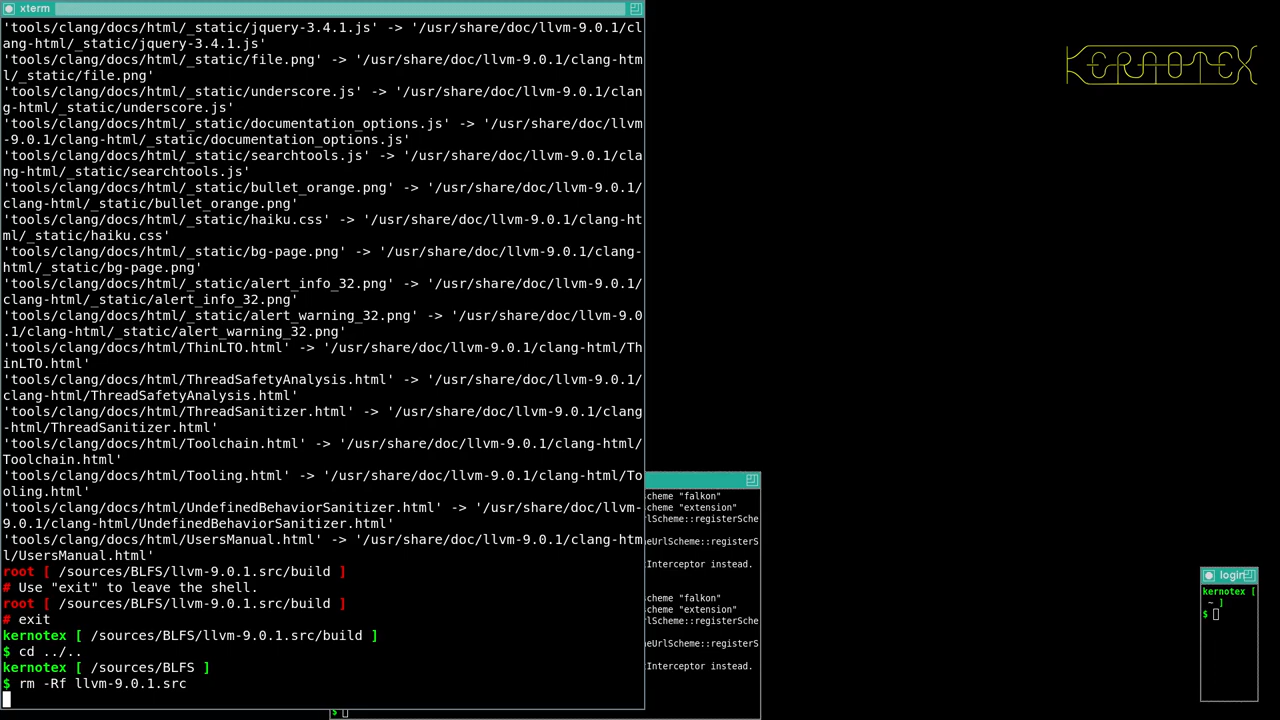 xterm
'tools/clang/docs/html/_static/jquery-3.4.1.js' -> '/usr/share/doc/llvm-9.0.1/cl
ang-html/_static/jquery-3.4.1.js'
'tools/clang/docs/html/_static/file.png' -> '/usr/share/doc/llvm-9.0.1/clang-htm
l/_static/file.png'
'tools/clang/docs/html/_static/underscore.js' -> '/usr/share/doc/llvm-9.0.1/clan
g-html/_static/underscore.js'
'tools/clang/docs/html/_static/documentation_options.js' -> '/usr/share/doc/llvm
-9.0.1/clang-html/_static/documentation_options.js'
'tools/clang/docs/html/_static/searchtools.js' -> '/usr/share/doc/llvm-9.0.1/cla
ng-html/_static/searchtools.js'
'tools/clang/docs/html/_static/bullet_orange.png' -> '/usr/share/doc/llvm-9.0.1/
clang-html/_static/bullet_orange.png'
'tools/clang/docs/html/_static/haiku.css' -> '/usr/share/doc/llvm-9.0.1/clang-ht
ml/_static/haiku.css'
'tools/clang/docs/html/_static/bg-page.png' -> '/usr/share/doc/llvm-9.0.1/clang-
html/_static/bg-page.png'
'tools/clang/docs/html/_static/alert_info_32.png' -> '/usr/share/doc/llvm-9.0.1/
clang-html/_static/alert_info_32.png'
'tools/clang/docs/html/_static/alert_warning_32.png' -> '/usr/share/doc/llvm-9.0
.1/clang-html/_static/alert_warning_32.png'
'tools/clang/docs/html/ThinLTO.html' -> '/usr/share/doc/llvm-9.0.1/clang-html/Th
inLTO.html'
'tools/clang/docs/html/ThreadSafetyAnalysis.html' -> '/usr/share/doc/llvm-9.0.1/
clang-html/ThreadSafetyAnalysis.html'
'tools/clang/docs/html/ThreadSanitizer.html' -> '/usr/share/doc/llvm-9.0.1/clang
-html/ThreadSanitizer.html'
'tools/clang/docs/html/Toolchain.html' -> '/usr/share/doc/llvm-9.0.1/clang-html/
Toolchain.html'
'tools/clang/docs/html/Tooling.html' -> '/usr/share/doc/llvm-9.0.1/clang-html/To
oling.html'
'tools/clang/docs/html/UndefinedBehaviorSanitizer.html' -> '/usr/share/doc/llvm-
9.0.1/clang-html/UndefinedBehaviorSanitizer.html'
'tools/clang/docs/html/UsersManual.html' -> '/usr/share/doc/llvm-9.0.1/clang-htm
l/UsersManual.html'
root [ /sources/BLFS/llvm-9.0.1.src/build ]
# Use "exit" to leave the shell.
root [ /sources/BLFS/llvm-9.0.1.src/build ]
# exit
kernotex [ /sources/BLFS/llvm-9.0.1.src/build ]
$ cd ../..
kernotex [ /sources/BLFS ]
$ rm -Rf llvm-9.0.1.src
scheme "falkon"
scheme "extension"
rlScheme::registerSche
eUrlScheme::registerS
Interceptor instead.
scheme "falkon"
scheme "extension"
rlScheme::registerSche
eUrlScheme::registerS
Interceptor instead.
$
KERNOTEX
login
kernotex [
~ ]
$